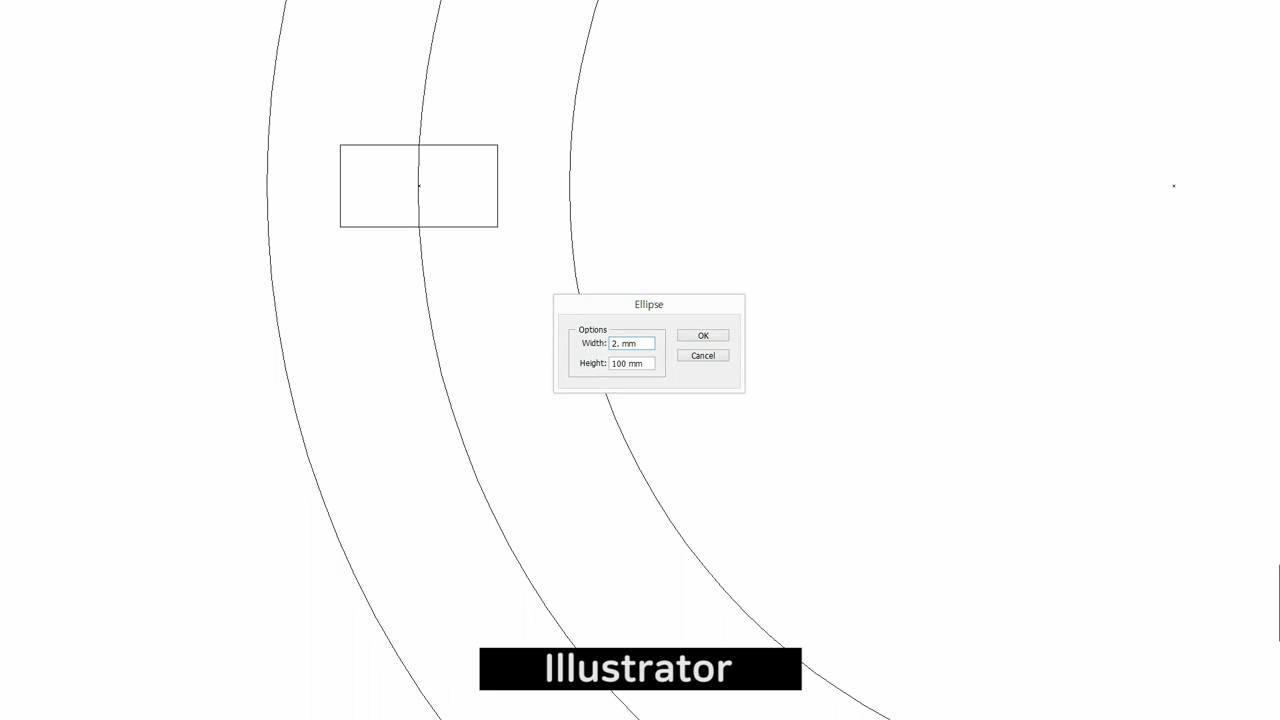 Ellipse
Options
Width: 2. mm
Height: 100 mm
OK
Cancel
Illustrator